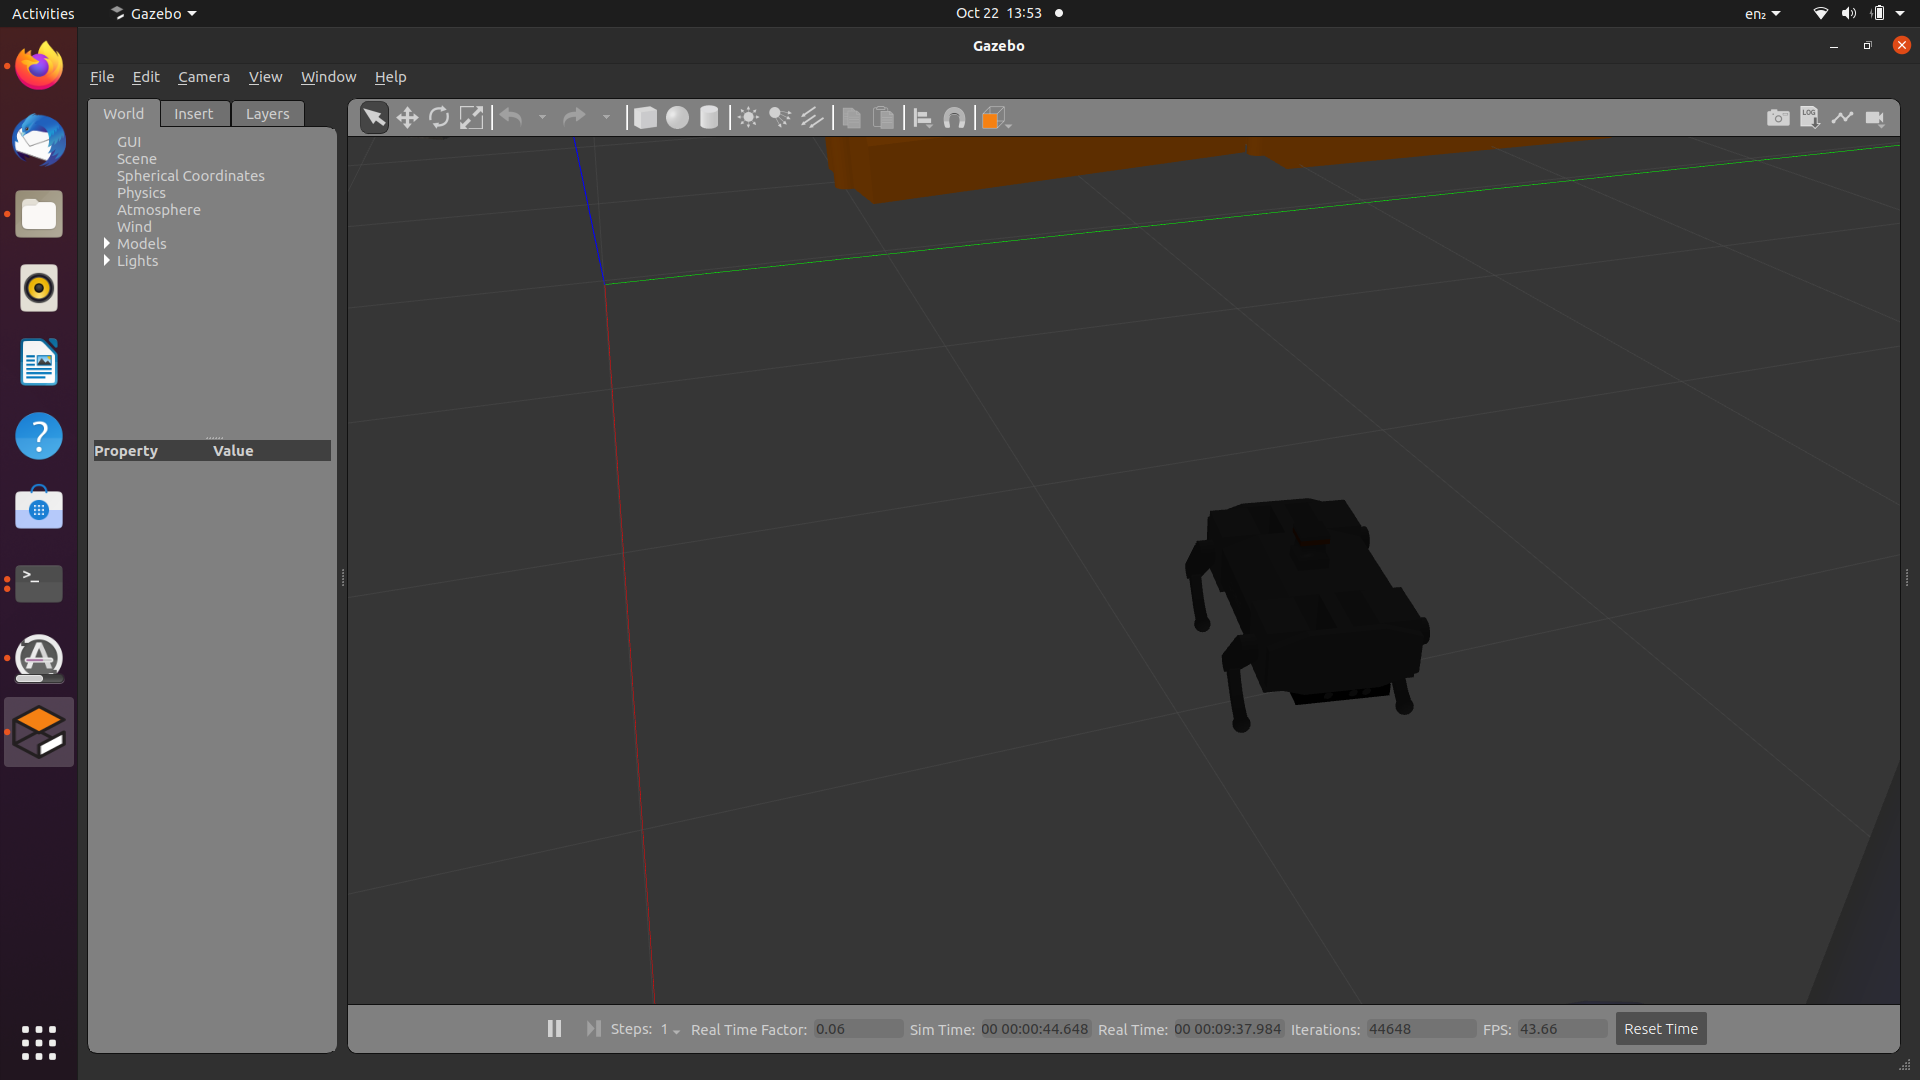 Activities Gazebo Oct 22 13:53 en₂
Gazebo
File Edit Camera View Window Help
World Insert Layers
LOG
GUI
Scene
Spherical Coordinates
Physics
Atmosphere
Wind
Models
Lights
Property Value
Steps: 1 Real Time Factor: 0.06 Sim Time: 00 00:00:44.648 Real Time: 00 00:09:37.984 Iterations: 44648 FPS: 43.66 Reset Time